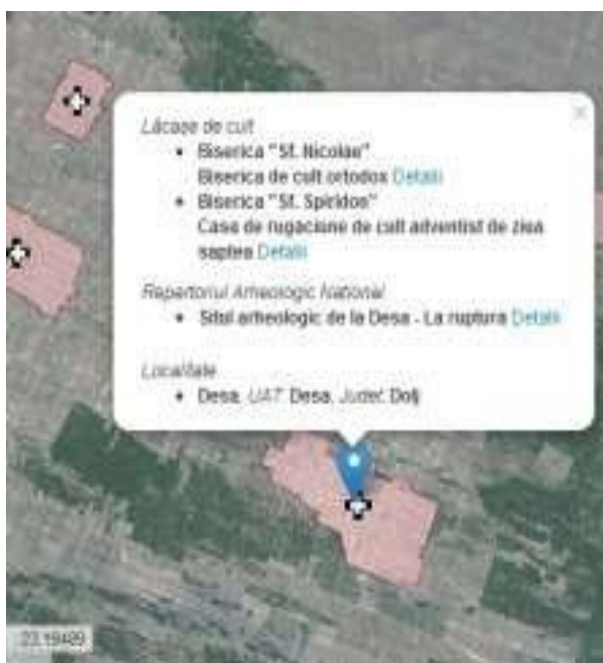 Lăcașe de cult
• Biserica "Sf. Nicolae"
Biserica de cult ortodox Detalii
• Biserica "Sf. Spiridon"
Casa de rugaciune de cult adventist de ziua
saptea Detalii
Repertoriul Arheologic National
• Situl arheologic de la Desa - La ruptura Detalii
Localitate
• Desa, UAT: Desa, Judet: Dolj